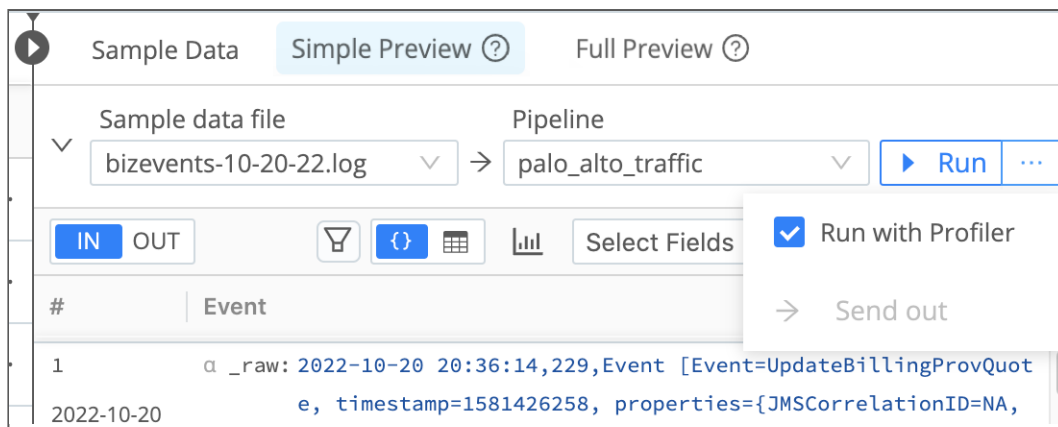 Sample Data Simple Preview ? Full Preview ?
Sample data file Pipeline
bizevents-10-20-22.log → palo_alto_traffic Run ...
IN OUT {} Select Fields Run with Profiler
→ Send out
# Event
1 α _raw: 2022-10-20 20:36:14,229,Event [Event=UpdateBillingProvQuot
2022-10-20 e, timestamp=1581426258, properties={JMSCorrelationID=NA,